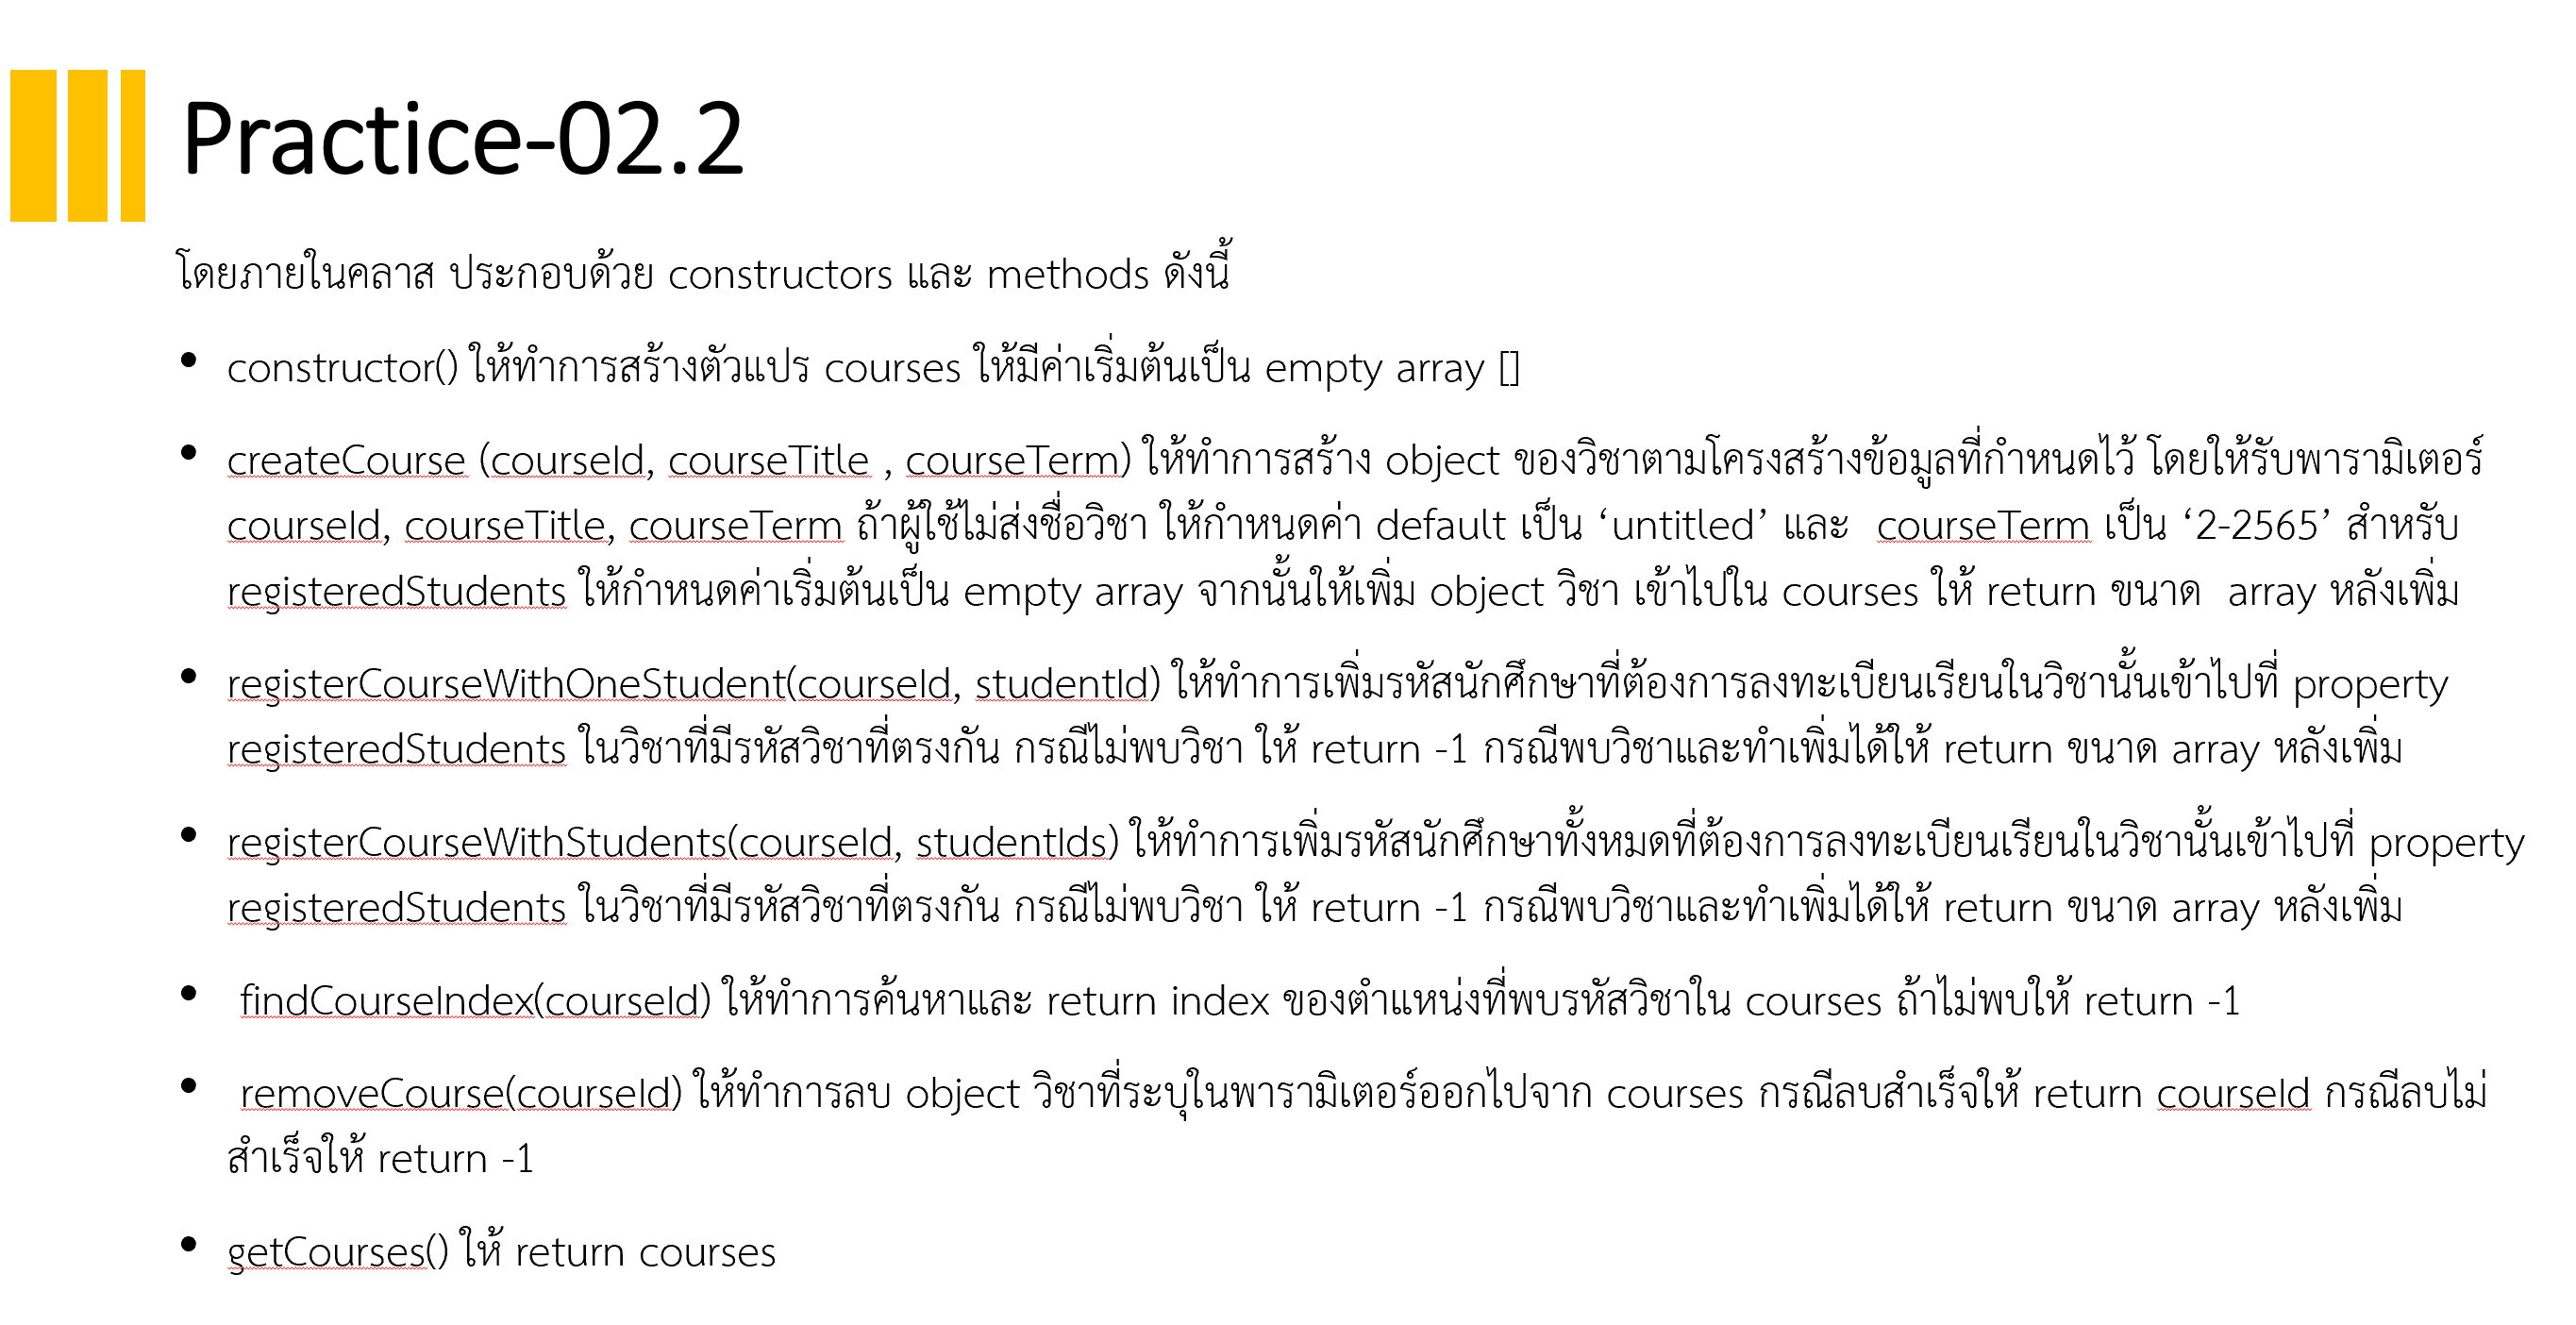 Practice-02.2
โดยภายในคลาส ประกอบด้วย constructors และ methods ดังนี้
• constructor() ให้ทำการสร้างตัวแปร courses ให้มีค่าเริ่มต้นเป็น empty array []
• createCourse (courseId, courseTitle , courseTerm) ให้ทำการสร้าง object ของวิชาตามโครงสร้างข้อมูลที่กำหนดไว้ โดยให้รับพารามิเตอร์
courseId, courseTitle, courseTerm ถ้าผู้ใช้ไม่ส่งชื่อวิชา ให้กำหนดค่า default เป็น ‘untitled’ และ courseTerm เป็น ‘2-2565’ สำหรับ
registeredStudents ให้กำหนดค่าเริ่มต้นเป็น empty array จากนั้นให้เพิ่ม object วิชา เข้าไปใน courses ให้ return ขนาด array หลังเพิ่ม
• registerCourseWithOneStudent(courseId, studentId) ให้ทำการเพิ่มรหัสนักศึกษาที่ต้องการลงทะเบียนเรียนในวิชานั้นเข้าไปที่ property
registeredStudents ในวิชาที่มีรหัสวิชาที่ตรงกัน กรณีไม่พบวิชา ให้ return -1 กรณีพบวิชาและทำเพิ่มได้ให้ return ขนาด array หลังเพิ่ม
• registerCourseWithStudents(courseId, studentIds) ให้ทำการเพิ่มรหัสนักศึกษาทั้งหมดที่ต้องการลงทะเบียนเรียนในวิชานั้นเข้าไปที่ property
registeredStudents ในวิชาที่มีรหัสวิชาที่ตรงกัน กรณีไม่พบวิชา ให้ return -1 กรณีพบวิชาและทำเพิ่มได้ให้ return ขนาด array หลังเพิ่ม
• findCourseIndex(courseId) ให้ทำการค้นหาและ return index ของตำแหน่งที่พบรหัสวิชาใน courses ถ้าไม่พบให้ return -1
• removeCourse(courseId) ให้ทำการลบ object วิชาที่ระบุในพารามิเตอร์ออกไปจาก courses กรณีลบสำเร็จให้ return courseId กรณีลบไม่
สำเร็จให้ return -1
• getCourses() ให้ return courses